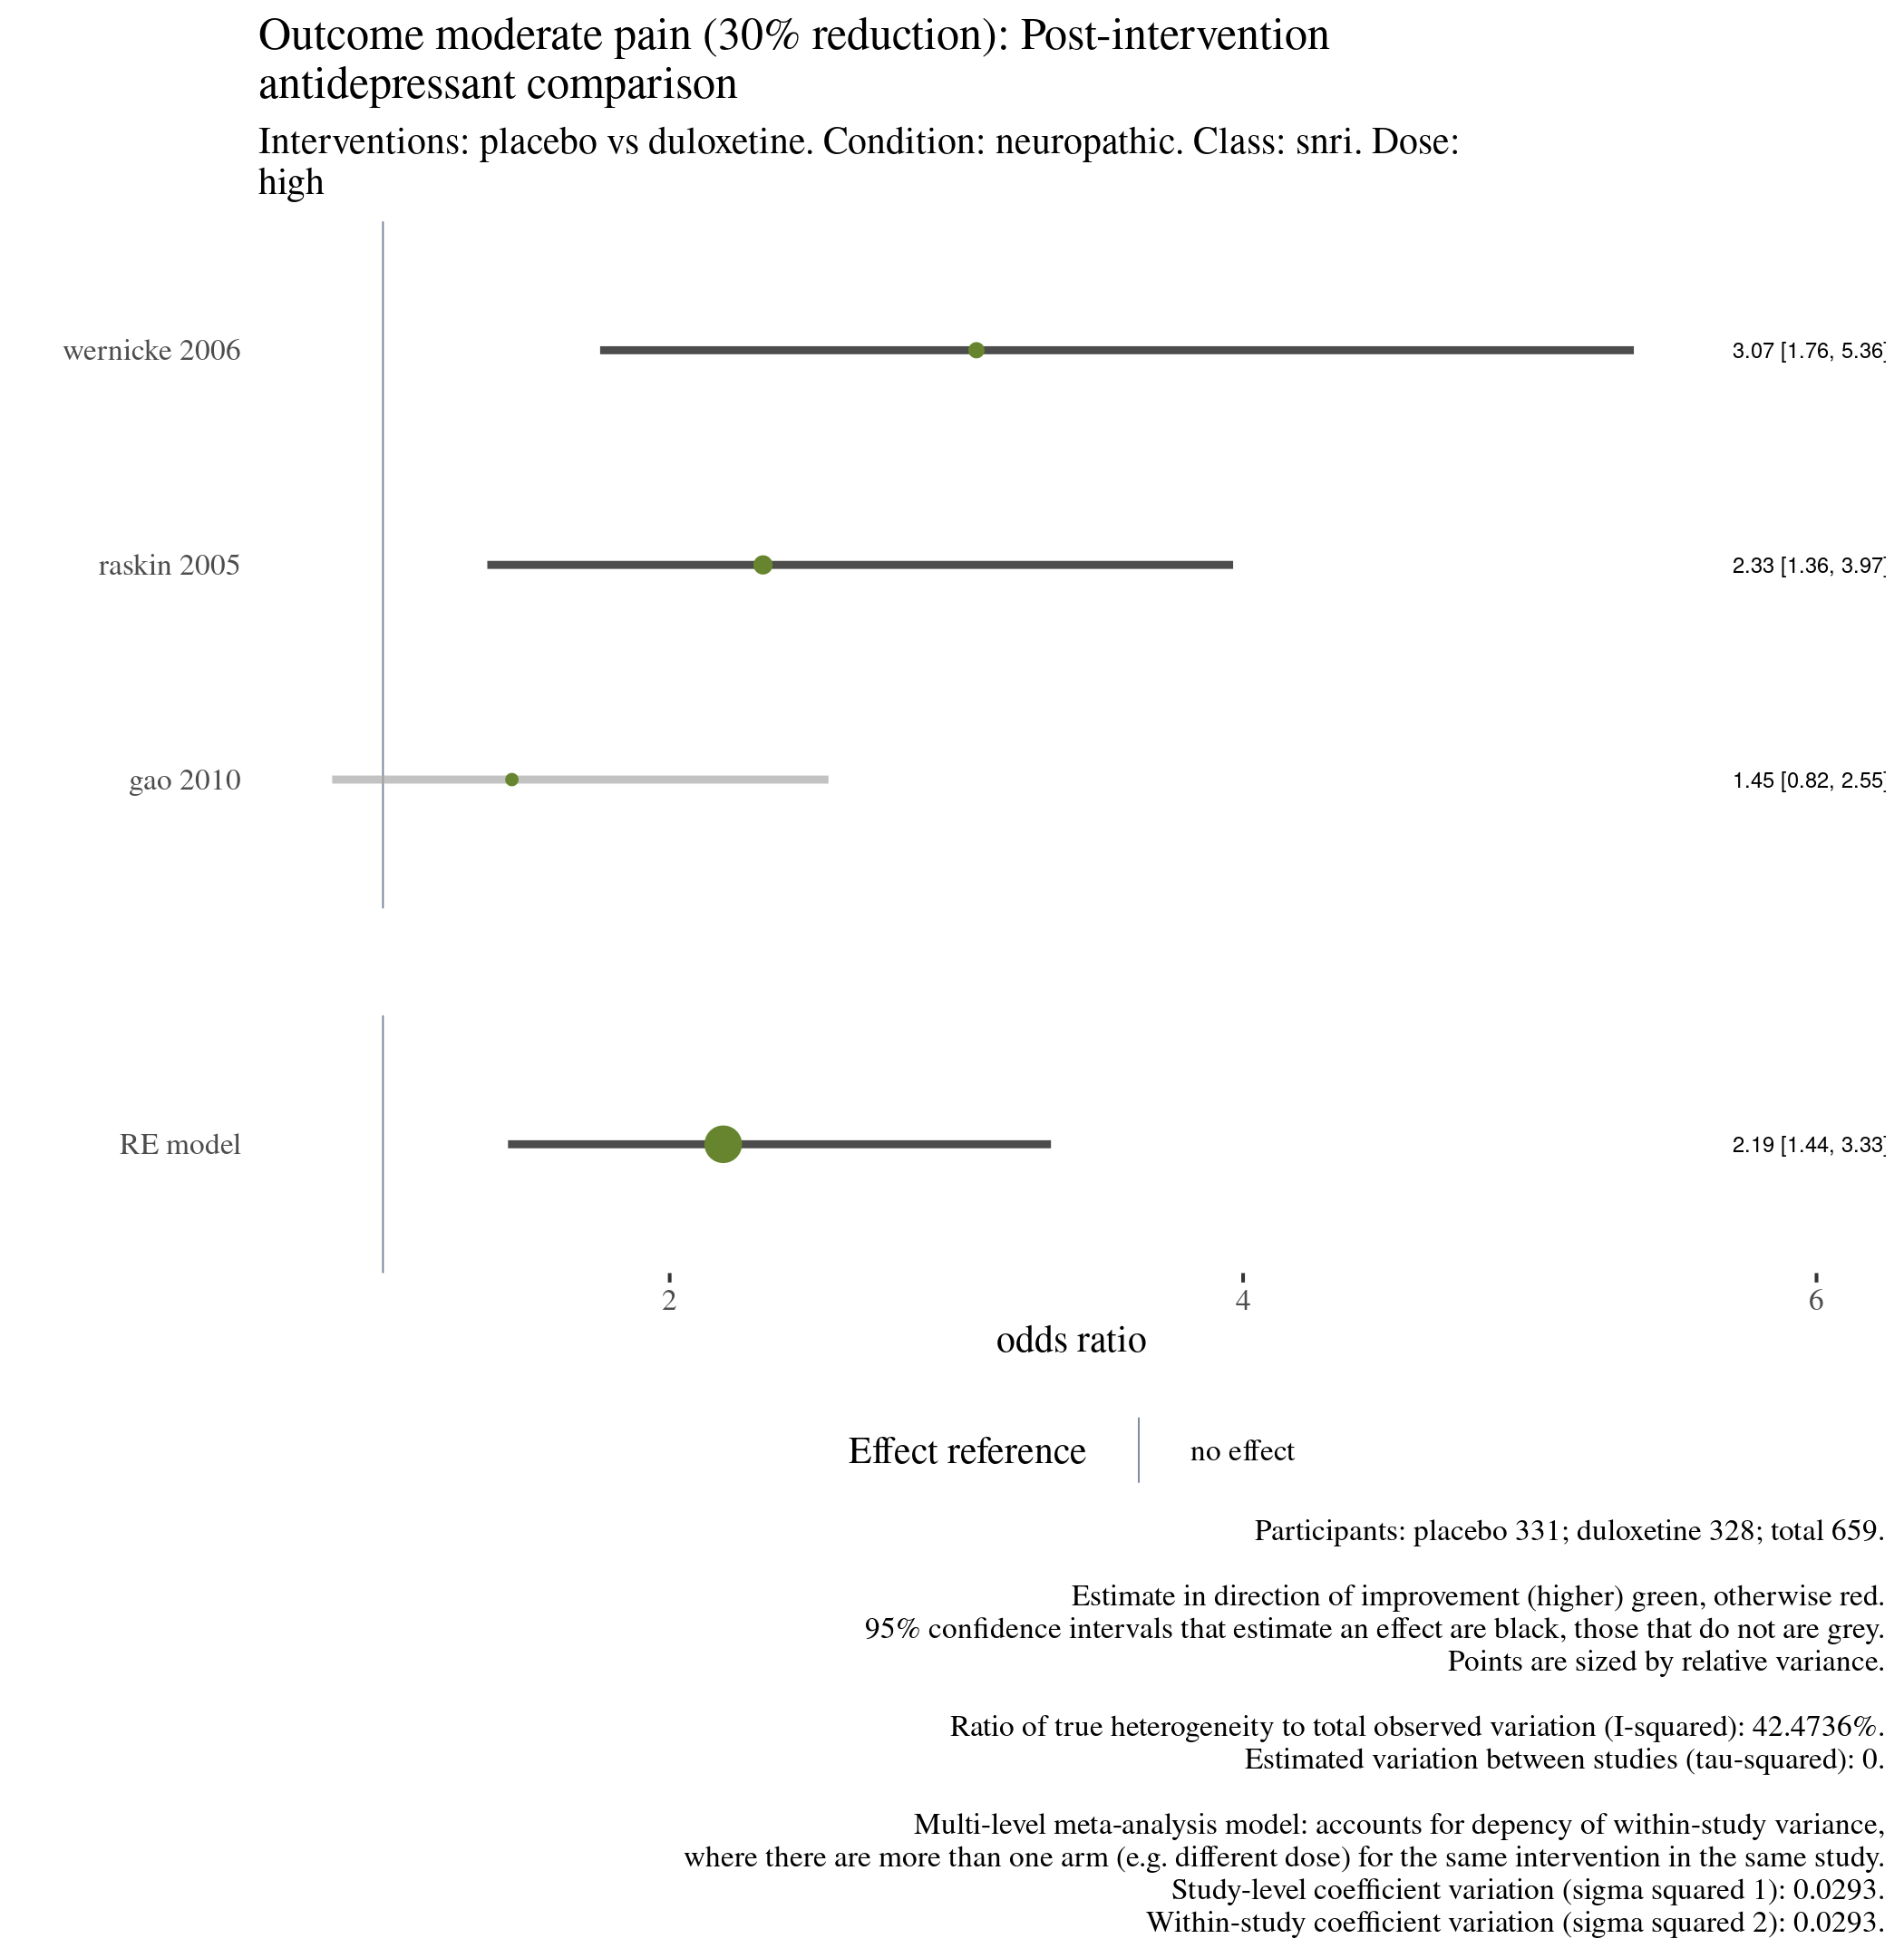 Outcome moderate pain (30% reduction): Post-intervention
antidepressant comparison
Interventions: placebo vs duloxetine. Condition: neuropathic. Class: snri. Dose:
high
wernicke 2006 3.07 [1.76, 5.36]
raskin 2005 2.33 [1.36, 3.97]
gao 2010 1.45 [0.82, 2.55]
RE model 2.19 [1.44, 3.33]
2 4 6
odds ratio
Effect reference no effect
Participants: placebo 331; duloxetine 328; total 659.
Estimate in direction of improvement (higher) green, otherwise red.
95% confidence intervals that estimate an effect are black, those that do not are grey.
Points are sized by relative variance.
Ratio of true heterogeneity to total observed variation (I-squared): 42.4736%.
Estimated variation between studies (tau-squared): 0.
Multi-level meta-analysis model: accounts for depency of within-study variance,
where there are more than one arm (e.g. different dose) for the same intervention in the same study.
Study-level coefficient variation (sigma squared 1): 0.0293.
Within-study coefficient variation (sigma squared 2): 0.0293.